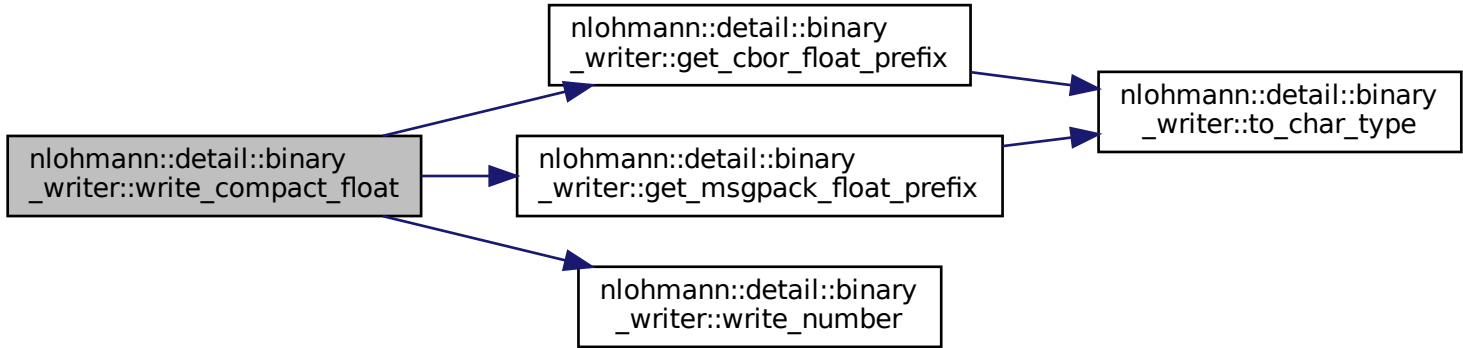 nlohmann::detail::binary
_writer::write_compact_float
nlohmann::detail::binary
_writer::get_cbor_float_prefix
nlohmann::detail::binary
_writer::get_msgpack_float_prefix
nlohmann::detail::binary
_writer::write_number
nlohmann::detail::binary
_writer::to_char_type